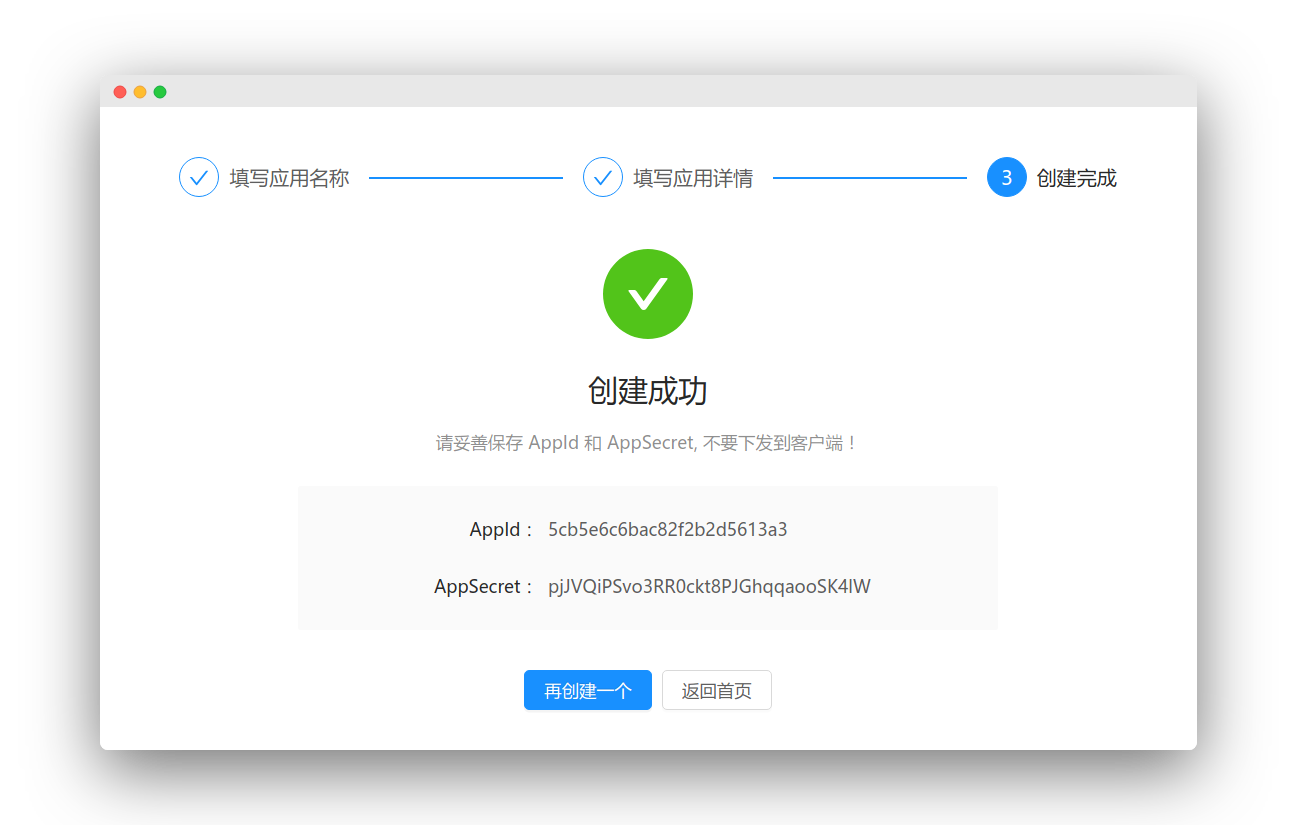 填写应用名称 填写应用详情 3 创建完成
创建成功
请妥善保存 AppId 和 AppSecret, 不要下发到客户端！
AppId： 5cb5e6c6bac82f2b2d5613a3
AppSecret： pjJVQiPSvo3RR0ckt8PJGhqqaooSK4lW
再创建一个 返回首页